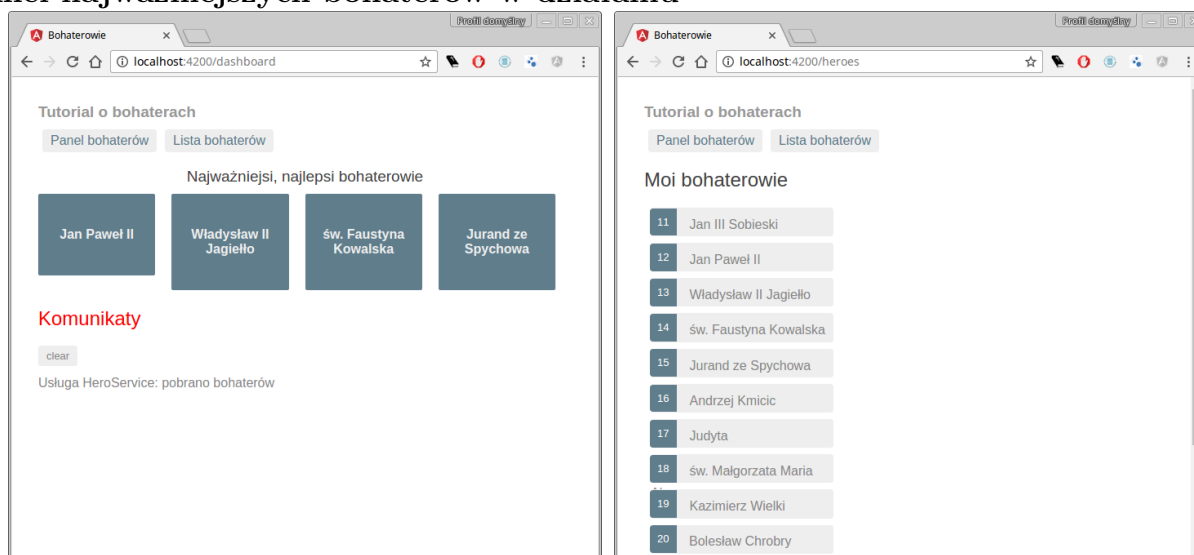 najważniejszych bohaterów w działaniu
Profil domyślny
Bohaterowie
localhost:4200/dashboard
Tutorial o bohaterach
Panel bohaterów Lista bohaterów
Najważniejsi, najlepsi bohaterowie
Jan Paweł II
Władysław II
Jagiełło
św. Faustyna
Kowalska
Jurand ze
Spychowa
Komunikaty
clear
Usługa HeroService: pobrano bohaterów
Profil domyślny
Bohaterowie
localhost:4200/heroes
Tutorial o bohaterach
Panel bohaterów Lista bohaterów
Moi bohaterowie
11 Jan III Sobieski
12 Jan Paweł II
13 Władysław II Jagiełło
14 św. Faustyna Kowalska
15 Jurand ze Spychowa
16 Andrzej Kmicic
17 Judyta
18 św. Małgorzata Maria
19 Kazimierz Wielki
20 Bolesław Chrobry